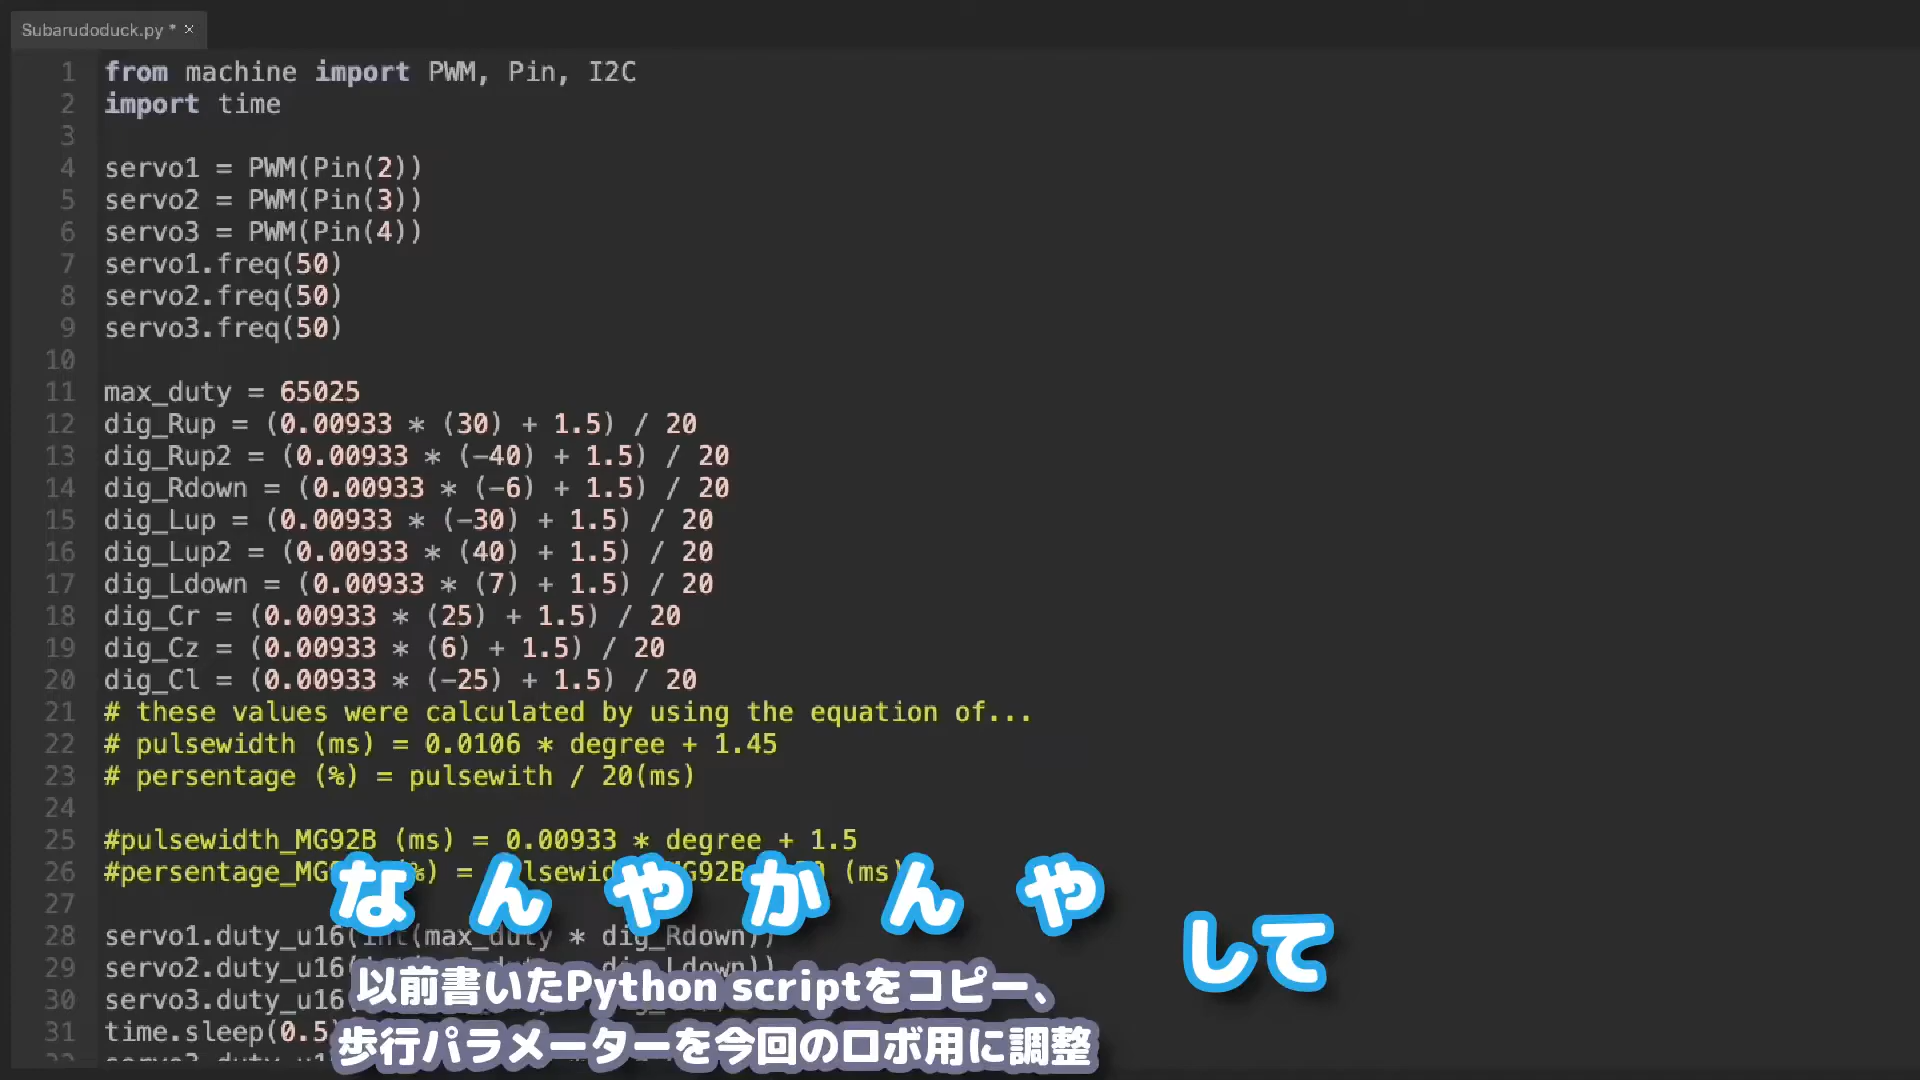 Subarudoduck.py *
1 from machine import PWM, Pin, I2C
2 import time
3
4 servo1 = PWM(Pin(2))
5 servo2 = PWM(Pin(3))
6 servo3 = PWM(Pin(4))
7 servo1.freq(50)
8 servo2.freq(50)
9 servo3.freq(50)
10
11 max_duty = 65025
12 dig_Rup = (0.00933 * (30) + 1.5) / 20
13 dig_Rup2 = (0.00933 * (-40) + 1.5) / 20
14 dig_Rdown = (0.00933 * (-6) + 1.5) / 20
15 dig_Lup = (0.00933 * (-30) + 1.5) / 20
16 dig_Lup2 = (0.00933 * (40) + 1.5) / 20
17 dig_Ldown = (0.00933 * (7) + 1.5) / 20
18 dig_Cr = (0.00933 * (25) + 1.5) / 20
19 dig_Cz = (0.00933 * (6) + 1.5) / 20
20 dig_Cl = (0.00933 * (-25) + 1.5) / 20
21 # these values were calculated by using the equation of...
22 # pulsewidth (ms) = 0.0106 * degree + 1.45
23 # persentage (%) = pulsewith / 20(ms)
24
25 #pulsewidth_MG92B (ms) = 0.00933 * degree + 1.5
26 #persentage_MG %) = (ms)
27
28 servo1.duty_u16(int(max_duty * dig_Rdown))
29 servo2.duty_u16( dig_Ldown))
30 servo3.duty_u16
31 time.sleep(0.5
なんやかんや
して
以前書いたPython scriptをコピー、
歩行パラメーターを今回のロボ用に調整